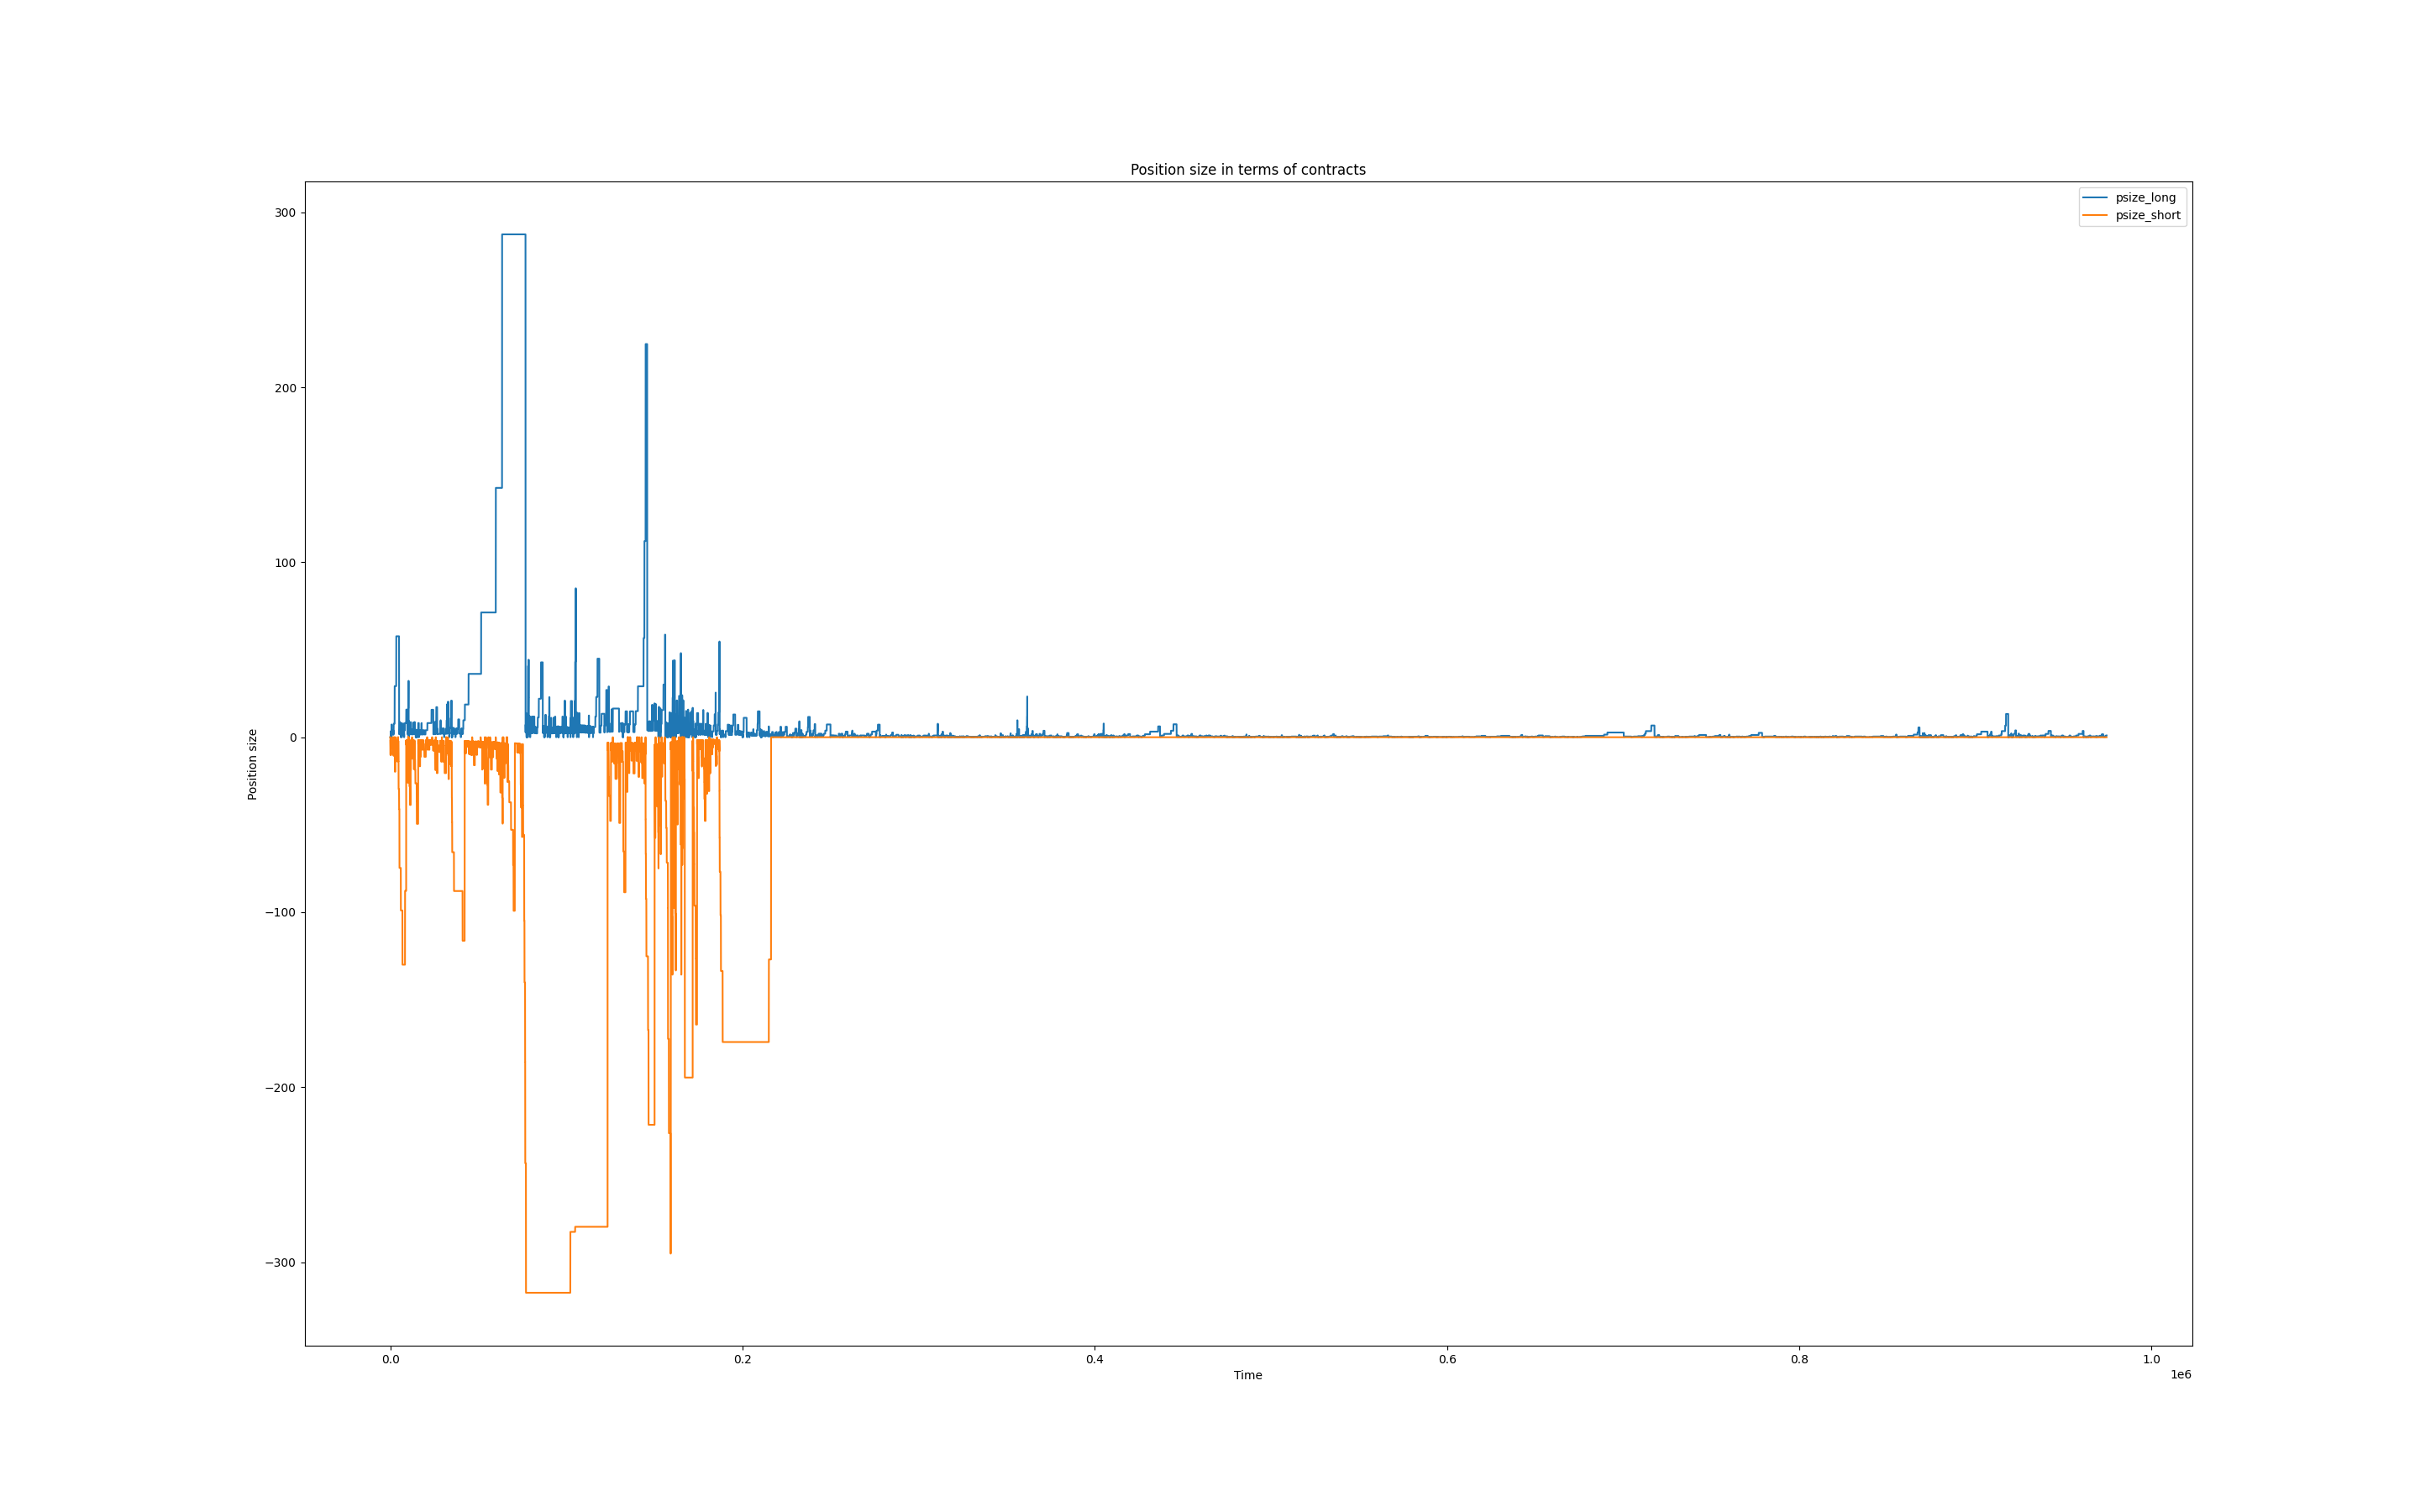 Position size in terms of contracts
psize_long
psize_short
300
200
100
0
−100
−200
−300
Position size
0.0
0.2
0.4
0.6
0.8
1.0
Time
1e6